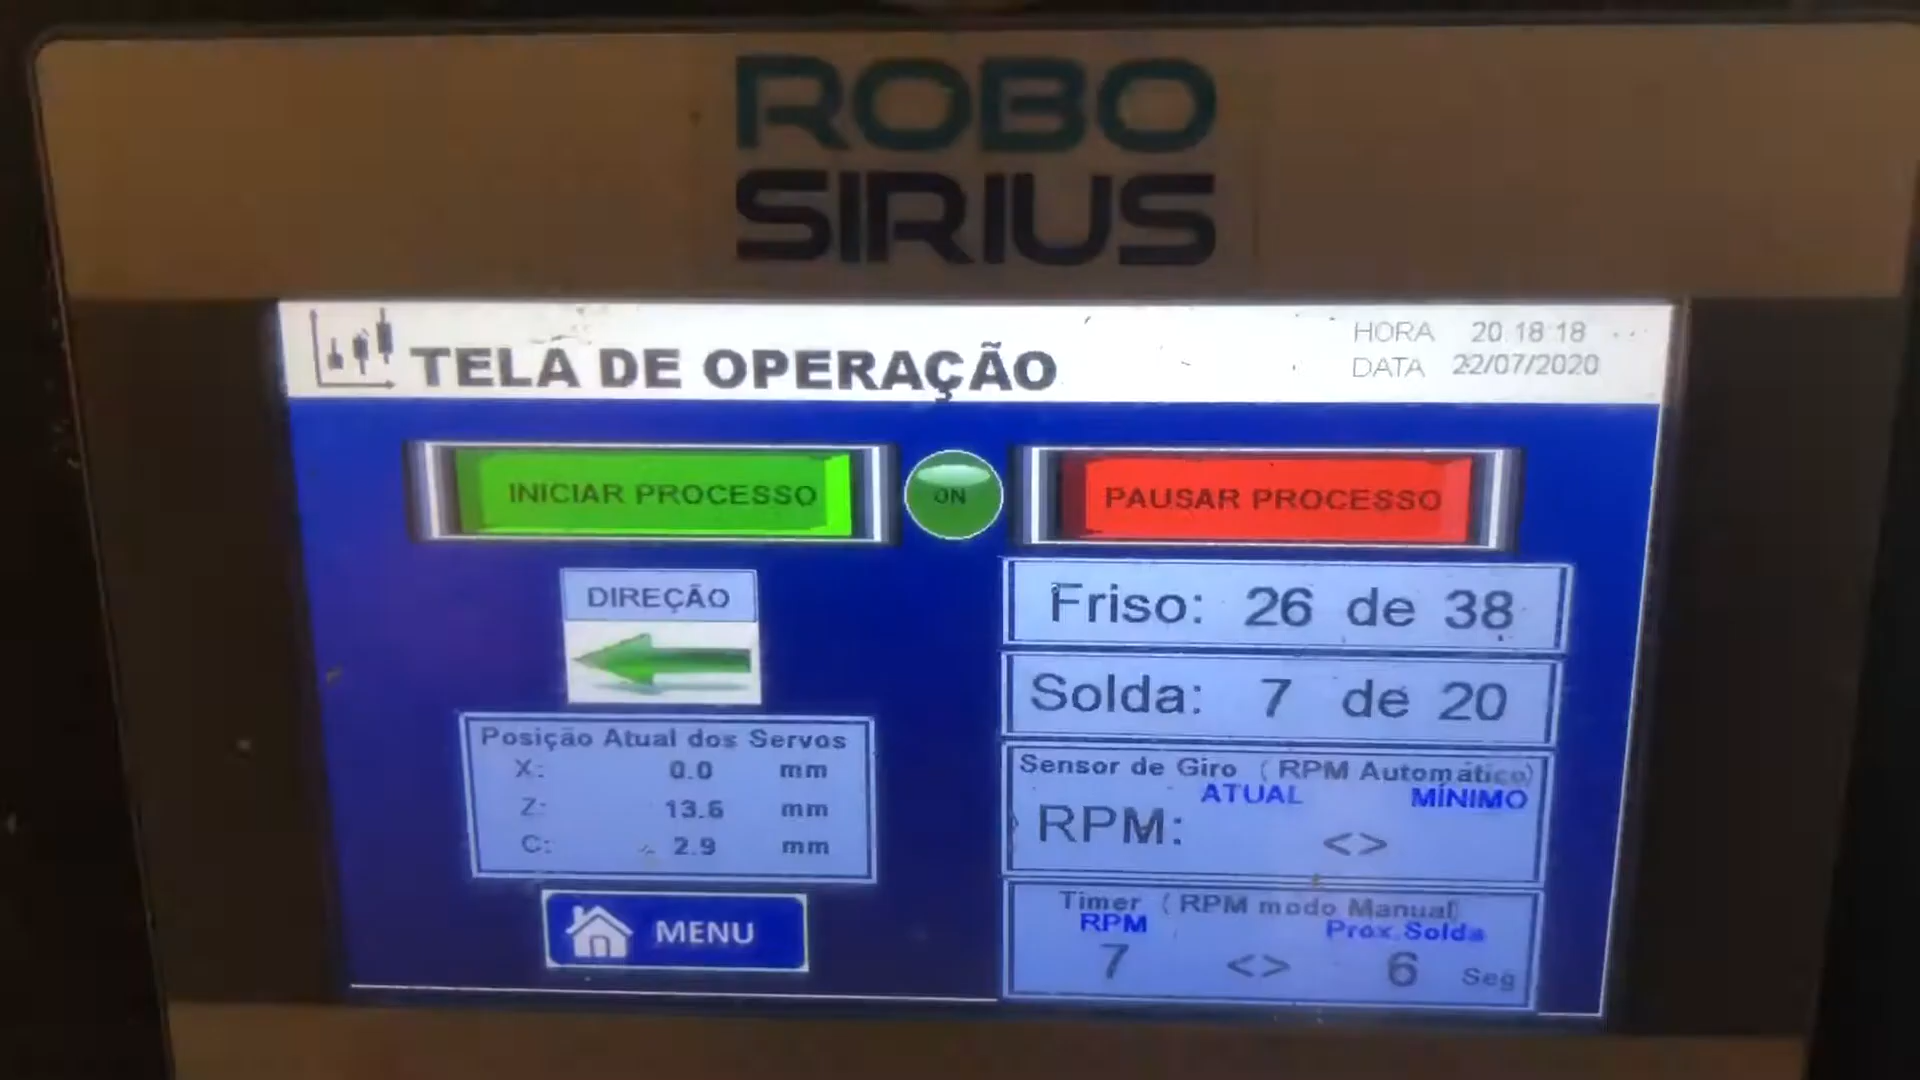 ROBO
SIRIUS
TELA DE OPERAÇÃO
HORA 20:18:18
DATA 22/07/2020
INICIAR PROCESSO
ON
PAUSAR PROCESSO
DIREÇÃO
Friso: 26 de 38
Solda: 7 de 20
Posição Atual dos Servos
X: 0.0 mm
Z: 13.6 mm
C: 2.9 mm
Sensor de Giro ( RPM Automático)
ATUAL MÍNIMO
RPM: <>
MENU
Timer ( RPM modo Manual)
RPM Prox.Solda
7 <> 6 Seg